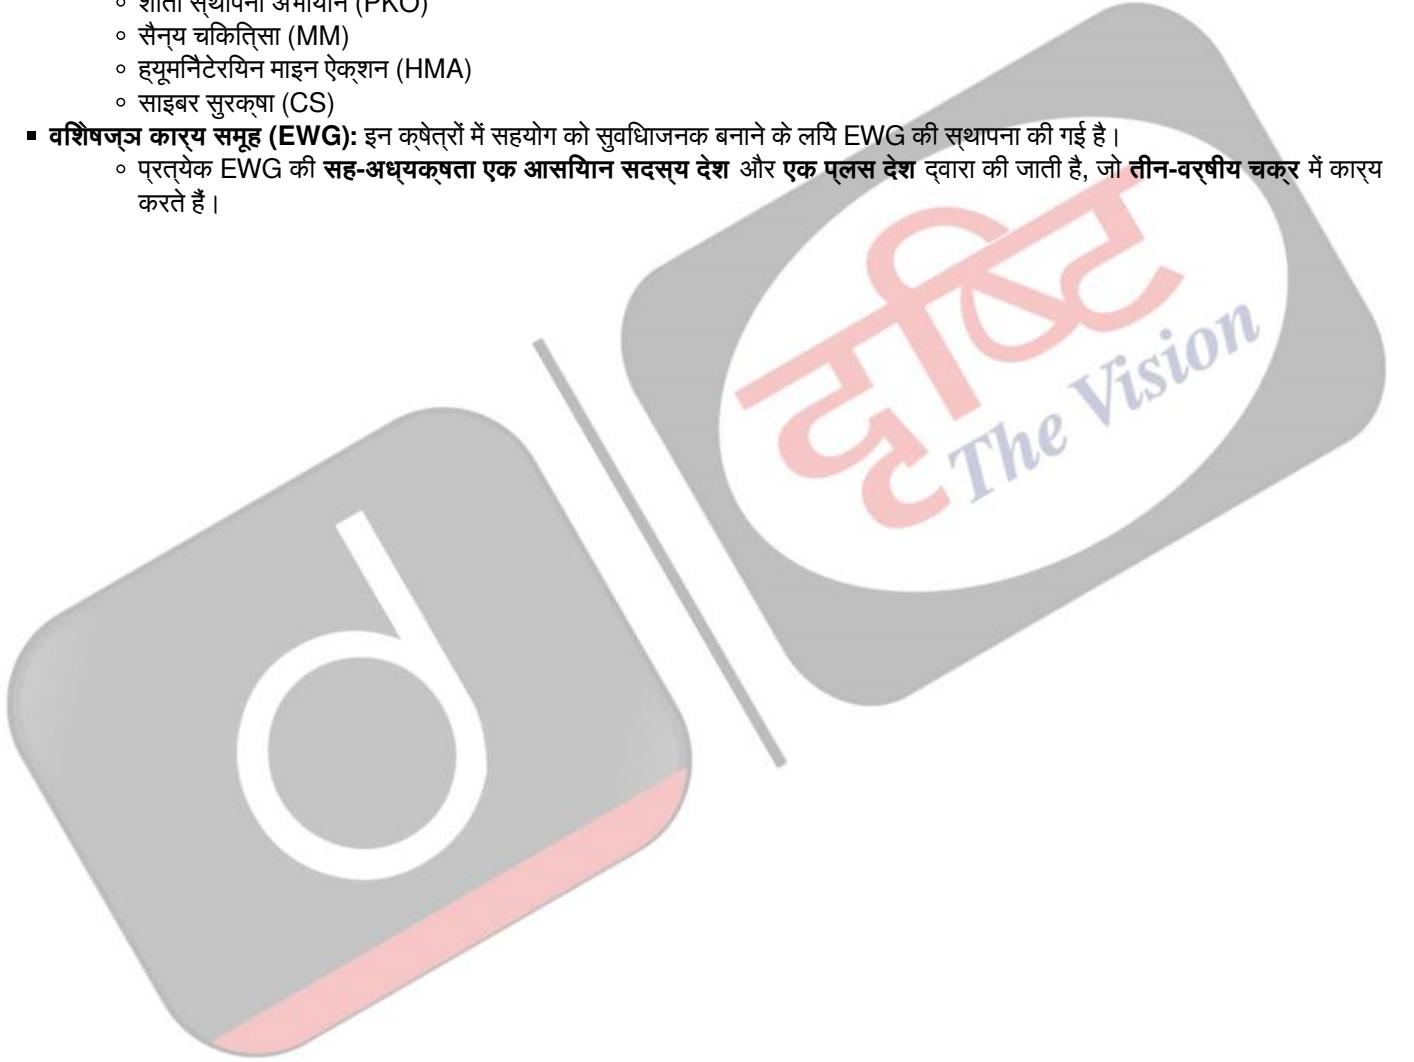 शांति स्थापना अभियान (PKO)
सैन्य चिकित्सा (MM)
ह्यूमैनिटेरियन माइन ऐक्शन (HMA)
साइबर सुरक्षा (CS)
विशेषज्ञ कार्य समूह (EWG): इन क्षेत्रों में सहयोग को सुविधाजनक बनाने के लिये EWG की स्थापना की गई है।
प्रत्येक EWG की सह-अध्यक्षता एक आसियान सदस्य देश और एक प्लस देश द्वारा की जाती है, जो तीन-वर्षीय चक्र में कार्य
करते हैं।
दृष्टि
The Vision
d